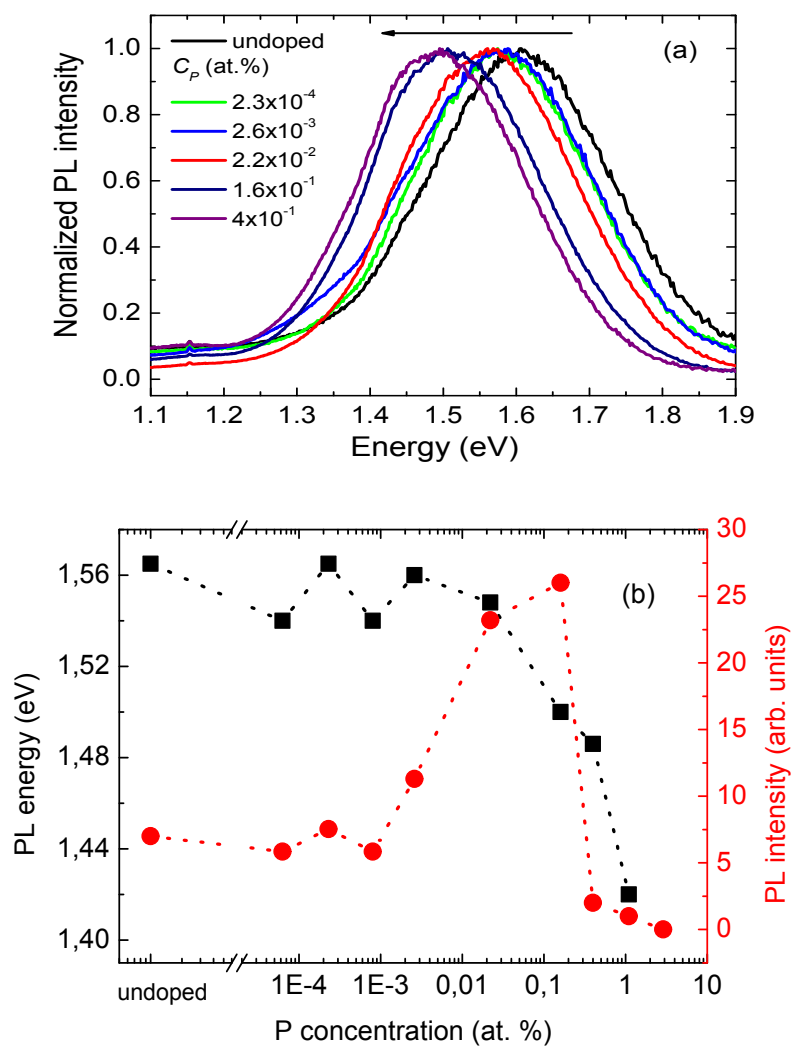 (a)
undoped
C_P (at.%)
2.3x10⁻⁴
2.6x10⁻³
2.2x10⁻²
1.6x10⁻¹
4x10⁻¹
Normalized PL intensity
1.0
0.8
0.6
0.4
0.2
0.0
1.1 1.2 1.3 1.4 1.5 1.6 1.7 1.8 1.9
Energy (eV)
(b)
PL energy (eV)
1,56
1,52
1,48
1,44
1,40
30
25
20
15
10
5
0
PL intensity (arb. units)
undoped 1E-4 1E-3 0,01 0,1 1 10
P concentration (at. %)